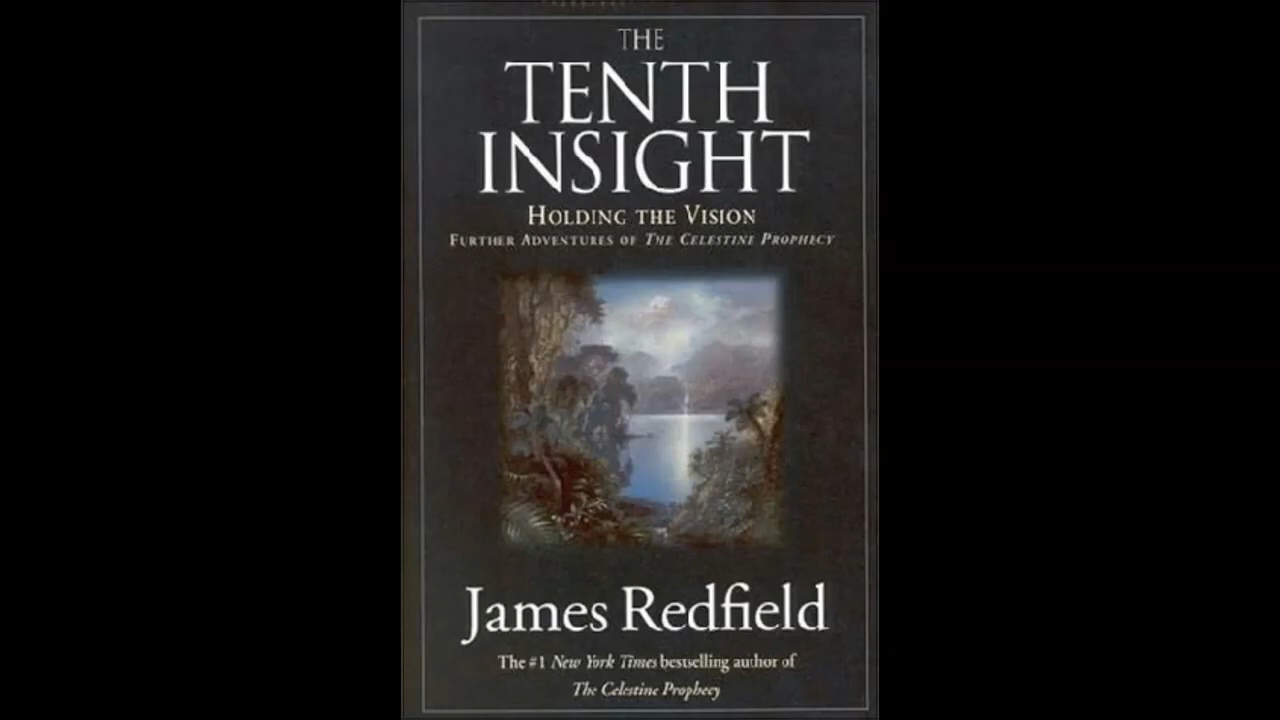 THE
TENTH
INSIGHT
HOLDING THE VISION
FURTHER ADVENTURES OF THE CELESTINE PROPHECY
James Redfield
The #1 New York Times bestselling author of
The Celestine Prophecy